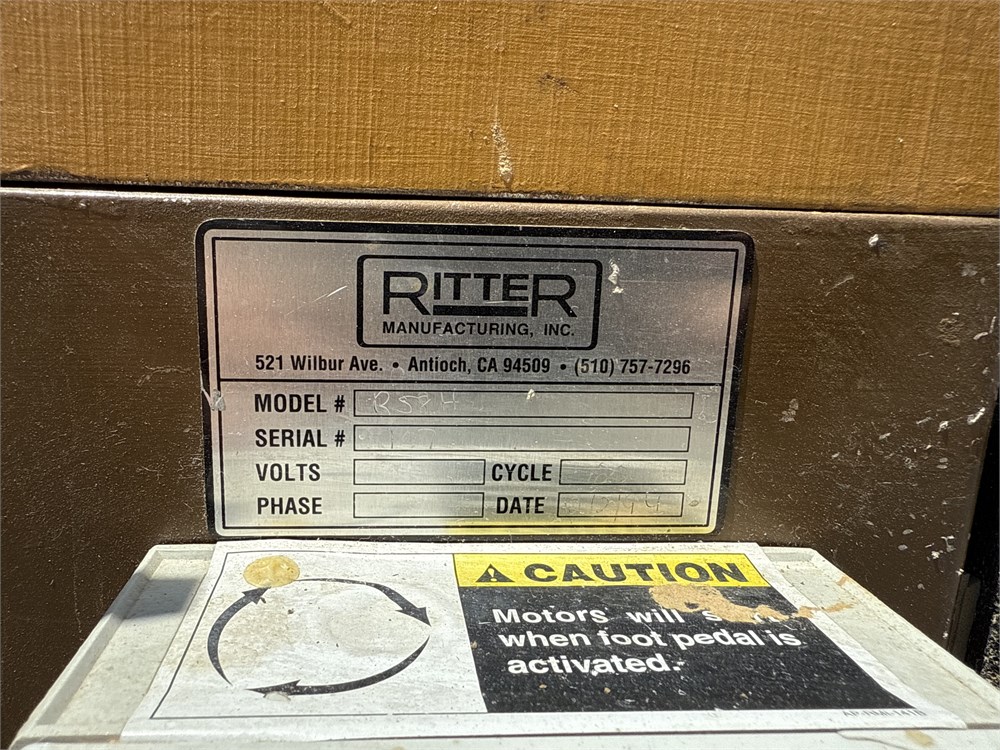 RITTER
MANUFACTURING, INC.
521 Wilbur Ave. • Antioch, CA 94509 • (510) 757-7296
MODEL #
SERIAL #
VOLTS CYCLE
PHASE DATE
CAUTION
Motors will
when foot pedal is
activated.